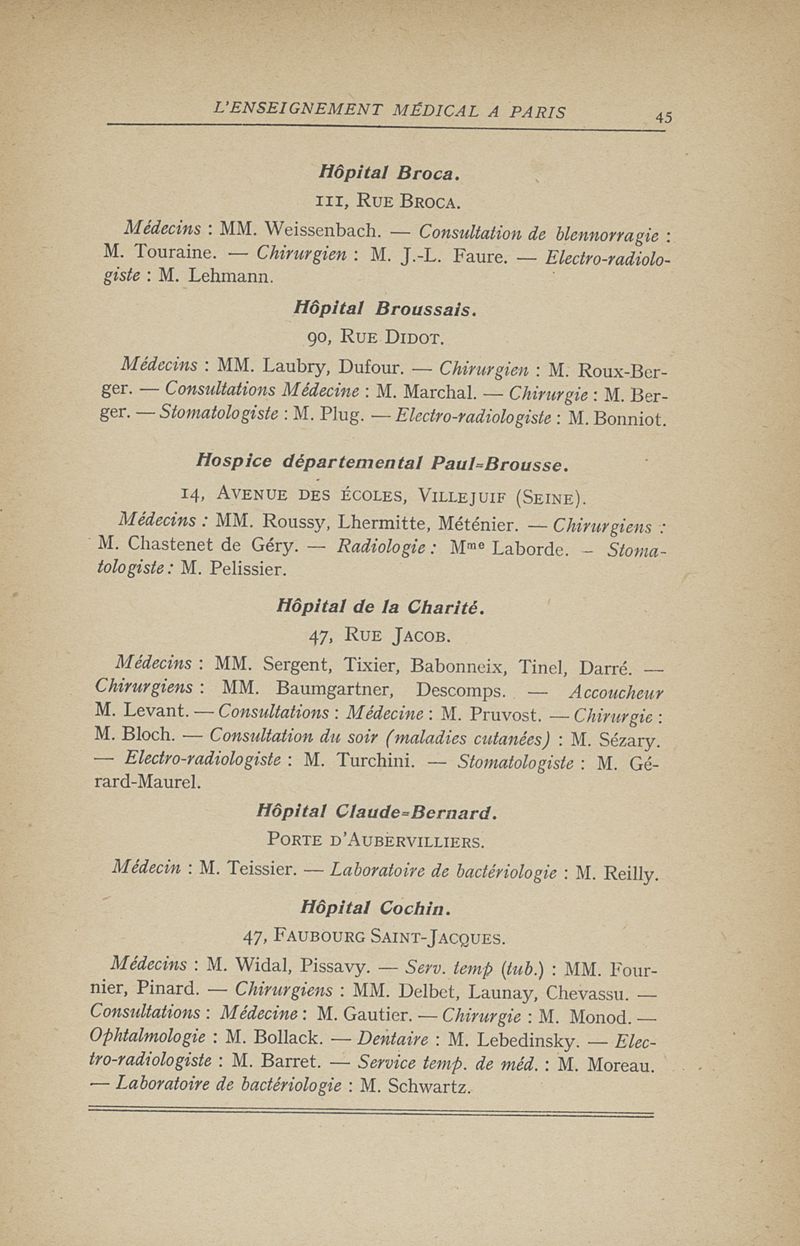 L'ENSEIGNEMENT MÉDICAL A PARIS 45
Hôpital Broca.
111, RUE BROCA.
Médecins : MM. Weissenbach. — Consultation de blennorragie :
M. Touraine. — Chirurgien : M. J.-L. Faure. — Electro-radiolo-
giste : M. Lehmann.
Hôpital Broussais.
90, RUE DIDOT.
Médecins : MM. Laubry, Dufour. — Chirurgien : M. Roux-Ber-
ger. — Consultations Médecine : M. Marchal. — Chirurgie : M. Ber-
ger. — Stomatologiste : M. Plug. — Electro-radiologiste : M. Bonniot.
Hospice départemental Paul=Brousse.
14, AVENUE DES ÉCOLES, VILLEJUIF (SEINE).
Médecins : MM. Roussy, Lhermitte, Méténier. — Chirurgiens :
M. Chastenet de Géry. — Radiologie : Mme Laborde. – Stoma-
tologiste : M. Pelissier.
Hôpital de la Charité.
47, RUE JACOB.
Médecins : MM. Sergent, Tixier, Babonneix, Tinel, Darré. —
Chirurgiens : MM. Baumgartner, Descomps. — Accoucheur
M. Levant. — Consultations : Médecine : M. Pruvost. — Chirurgie :
M. Bloch. — Consultation du soir (maladies cutanées) : M. Sézary.
— Electro-radiologiste : M. Turchini. — Stomatologiste : M. Gé-
rard-Maurel.
Hôpital Claude=Bernard.
PORTE D'AUBERVILLIERS.
Médecin : M. Teissier. — Laboratoire de bactériologie : M. Reilly.
Hôpital Cochin.
47, FAUBOURG SAINT-JACQUES.
Médecins : M. Widal, Pissavy. — Serv. temp (tub.) : MM. Four-
nier, Pinard. — Chirurgiens : MM. Delbet, Launay, Chevassu. —
Consultations : Médecine : M. Gautier. — Chirurgie : M. Monod. —
Ophtalmologie : M. Bollack. — Dentaire : M. Lebedinsky. — Elec-
tro-radiologiste : M. Barret. — Service temp. de méd. : M. Moreau.
— Laboratoire de bactériologie : M. Schwartz.